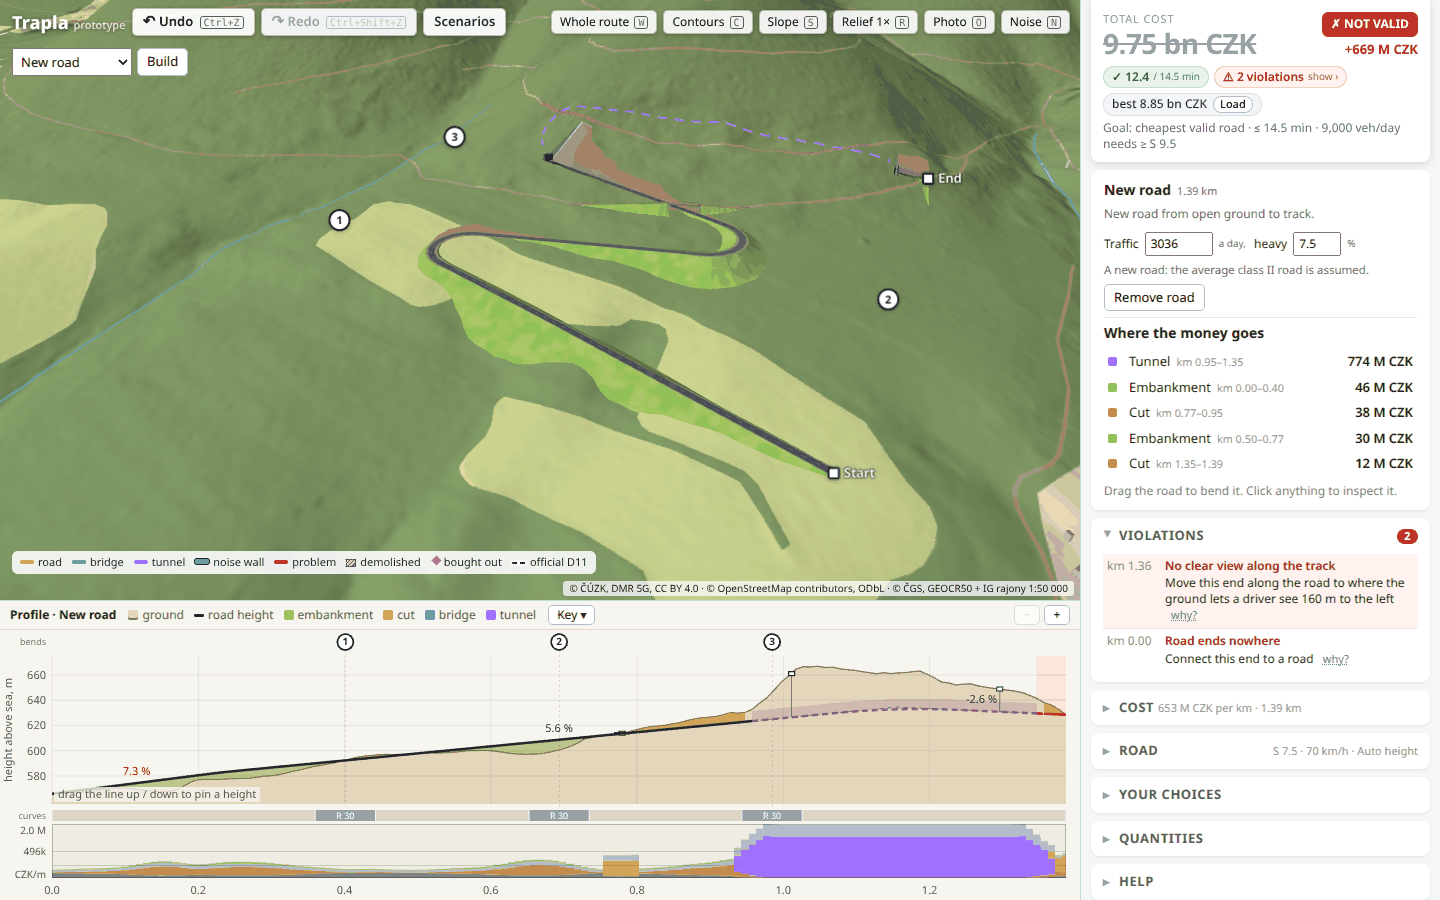 Trapla prototype
↶ Undo Ctrl+Z
↷ Redo Ctrl+Shift+Z
Scenarios
Whole route W
Contours C
Slope S
Relief 1× R
Photo O
Noise N
New road
Build
3
1
2
End
Start
road bridge tunnel noise wall problem demolished bought out official D11
© ČÚZK, DMR 5G, CC BY 4.0 · © OpenStreetMap contributors, ODbL · © ČGS, GEOCR50 + IG rajony 1:50 000
Profile · New road ground road height embankment cut bridge tunnel Key ▾ − +
bends 1 2 3
height above sea, m
660
640
620
600
580
7.3 %
5.6 %
-2.6 %
drag the line up / down to pin a height
curves R 30 R 30 R 30
2.0 M
496k
CZK/m
0.0 0.2 0.4 0.6 0.8 1.0 1.2
TOTAL COST
✗ NOT VALID
9.75 bn CZK
+669 M CZK
✓ 12.4 / 14.5 min
⚠ 2 violations show ›
best 8.85 bn CZK Load
Goal: cheapest valid road · ≤ 14.5 min · 9,000 veh/day
needs ≥ S 9.5
New road 1.39 km
New road from open ground to track.
Traffic 3036 a day, heavy 7.5 %
A new road: the average class II road is assumed.
Remove road
Where the money goes
Tunnel km 0.95–1.35 774 M CZK
Embankment km 0.00–0.40 46 M CZK
Cut km 0.77–0.95 38 M CZK
Embankment km 0.50–0.77 30 M CZK
Cut km 1.35–1.39 12 M CZK
Drag the road to bend it. Click anything to inspect it.
▼ VIOLATIONS 2
km 1.36 No clear view along the track
Move this end along the road to where the
ground lets a driver see 160 m to the left
why?
km 0.00 Road ends nowhere
Connect this end to a road why?
▶ COST 653 M CZK per km · 1.39 km
▶ ROAD S 7.5 · 70 km/h · Auto height
▶ YOUR CHOICES
▶ QUANTITIES
▶ HELP